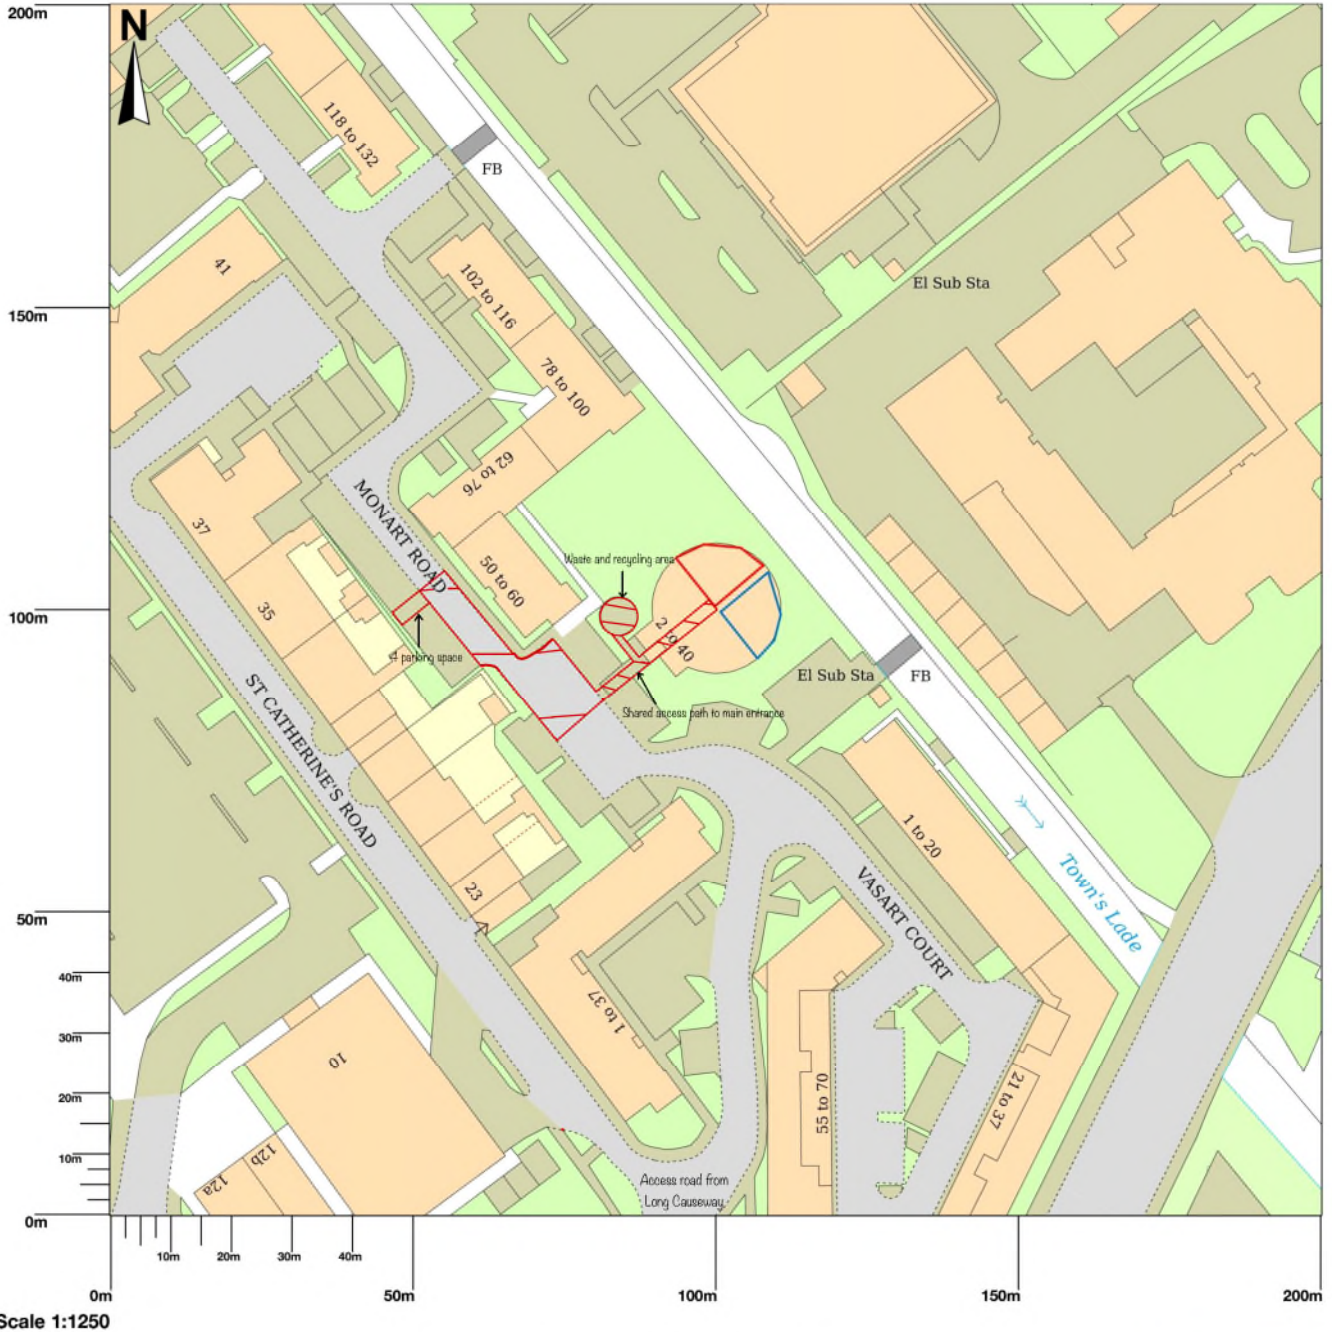 200m
N
118 to 132
FB
41
El Sub Sta
102 to 116
150m
78 to 100
62 to 76
MONART ROAD
37
Waste and recycling area
50 to 60
35
100m
2 to 40
4 parking space
El Sub Sta
FB
ST CATHERINE'S ROAD
Shared access path to main entrance
1 to 20
Town's Lade
VASART COURT
23
50m
40m
1 to 37
30m
10
20m
55 to 70
21 to 37
10m
12b
12a
Access road from
Long Causeway
0m
10m
20m
30m
40m
0m
50m
100m
150m
200m
Scale 1:1250